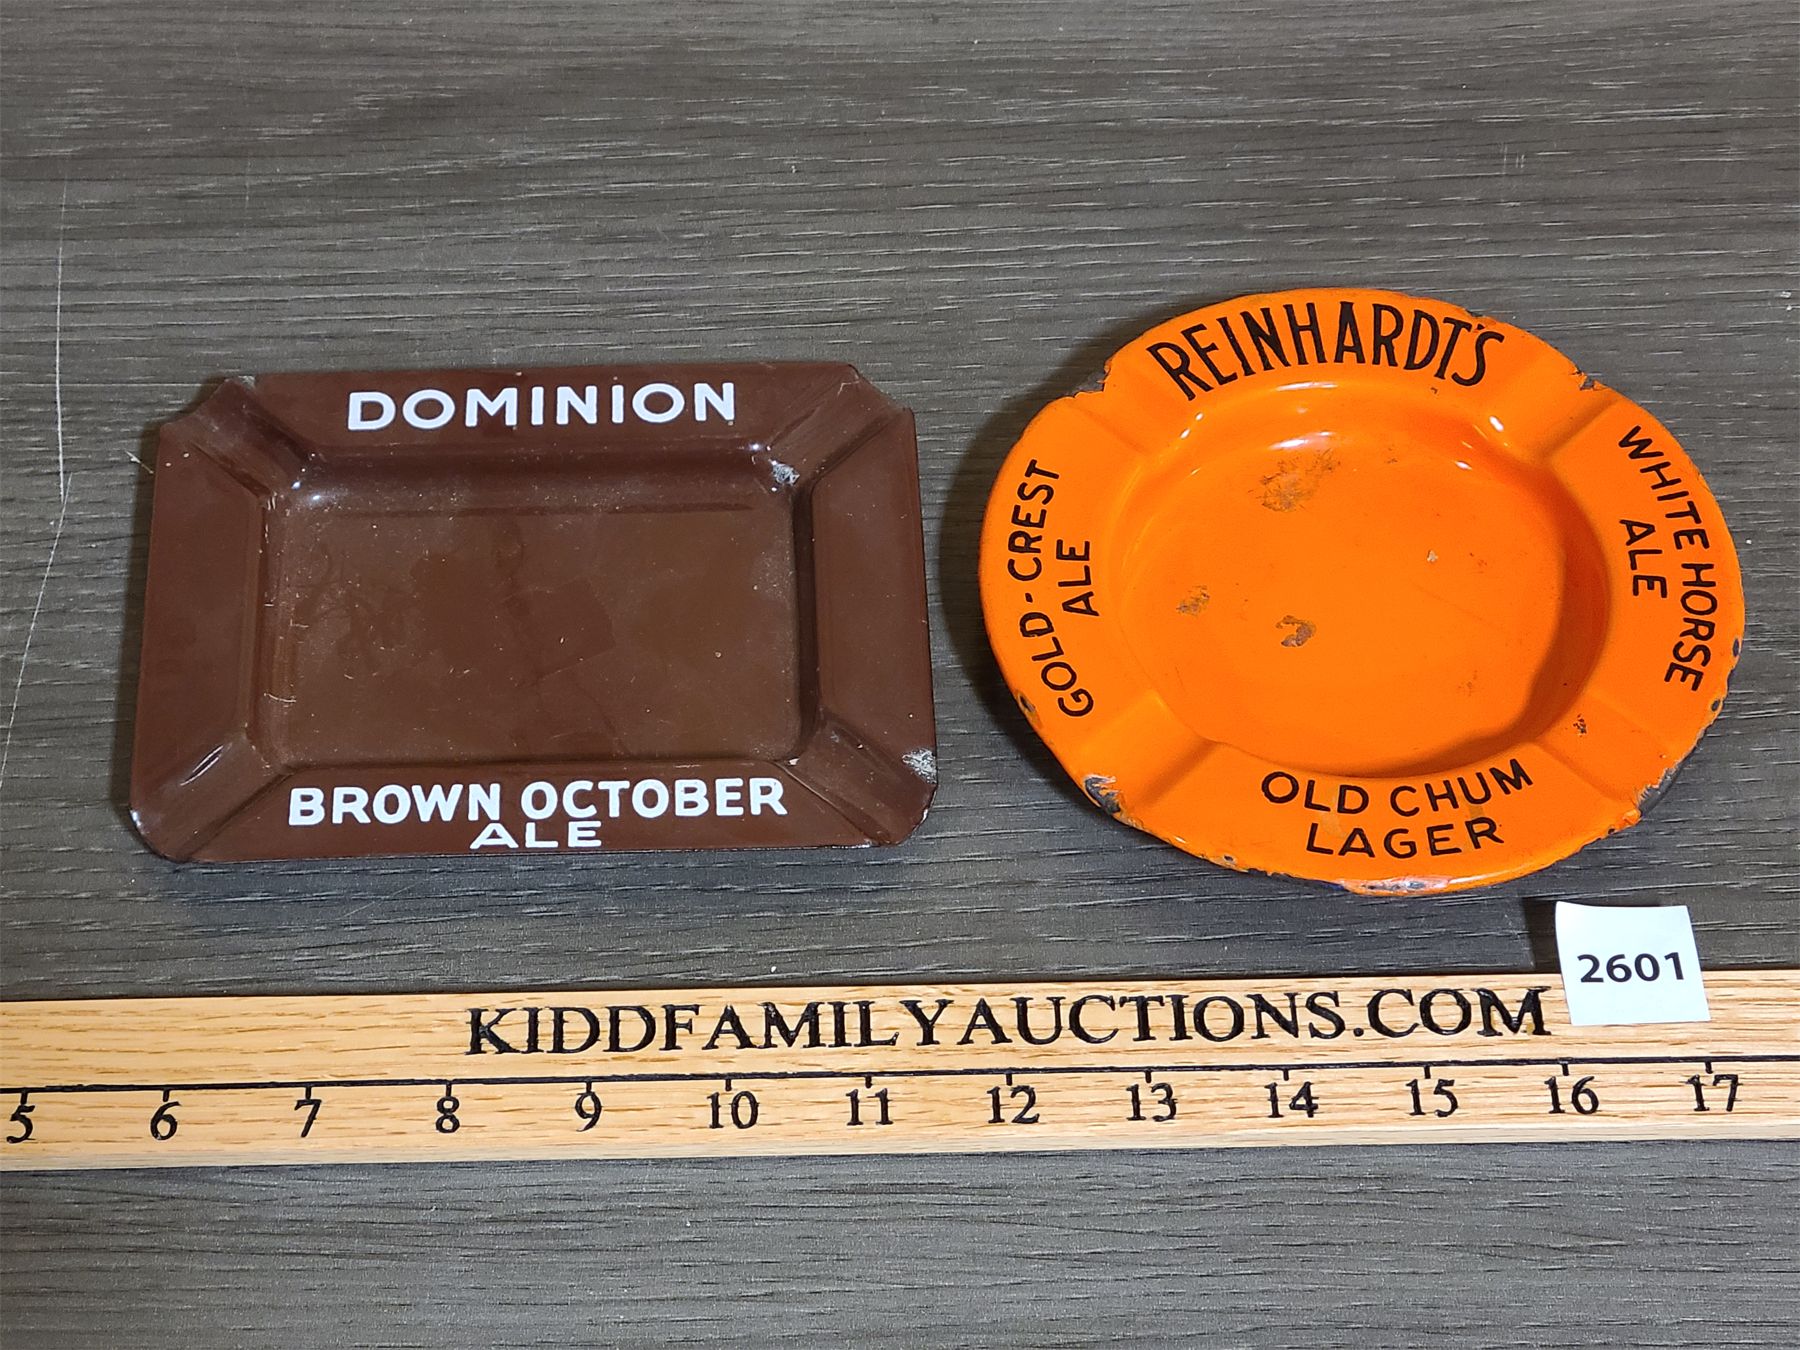 DOMINION
BROWN OCTOBER
ALE
REINHARDT'S
GOLD-CREST
ALE
WHITE HORSE
ALE
OLD CHUM
LAGER
2601
KIDDFAMILYAUCTIONS.COM
5 6 7 8 9 10 11 12 13 14 15 16 17